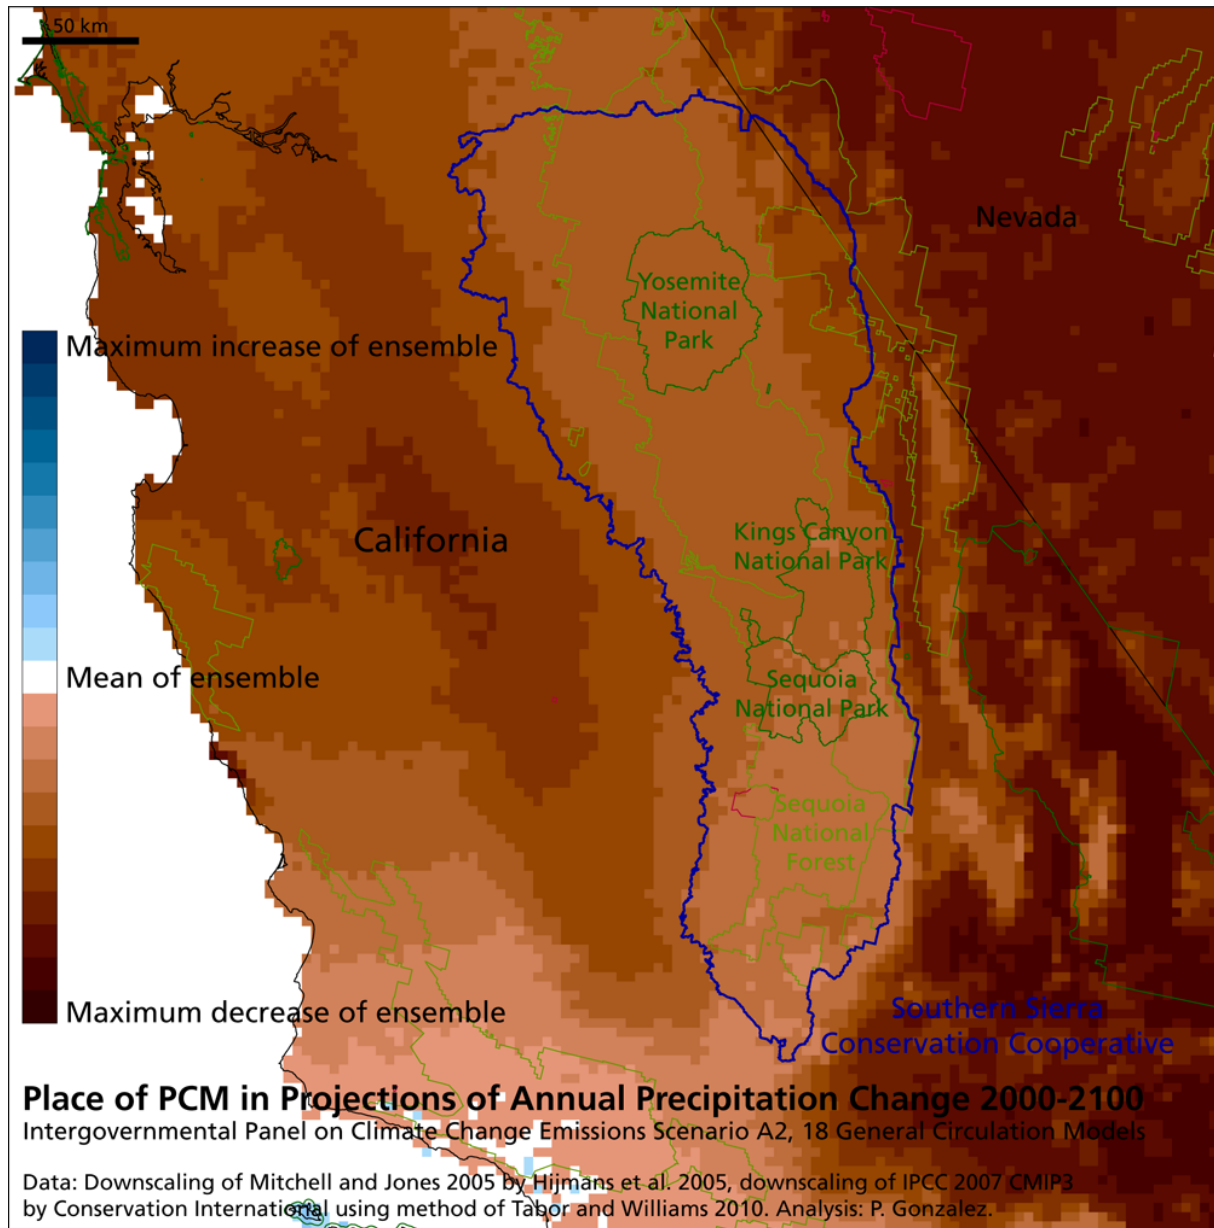 50 km
Nevada
Yosemite
National
Park
Maximum increase of ensemble
Kings Canyon
National Park
California
Mean of ensemble
Sequoia
National Park
Sequoia
National
Forest
Maximum decrease of ensemble
Southern Sierra
Conservation Cooperative
Place of PCM in Projections of Annual Precipitation Change 2000-2100
Intergovernmental Panel on Climate Change Emissions Scenario A2, 18 General Circulation Models
Data: Downscaling of Mitchell and Jones 2005 by Hijmans et al. 2005, downscaling of IPCC 2007 CMIP3
by Conservation International using method of Tabor and Williams 2010. Analysis: P. Gonzalez.